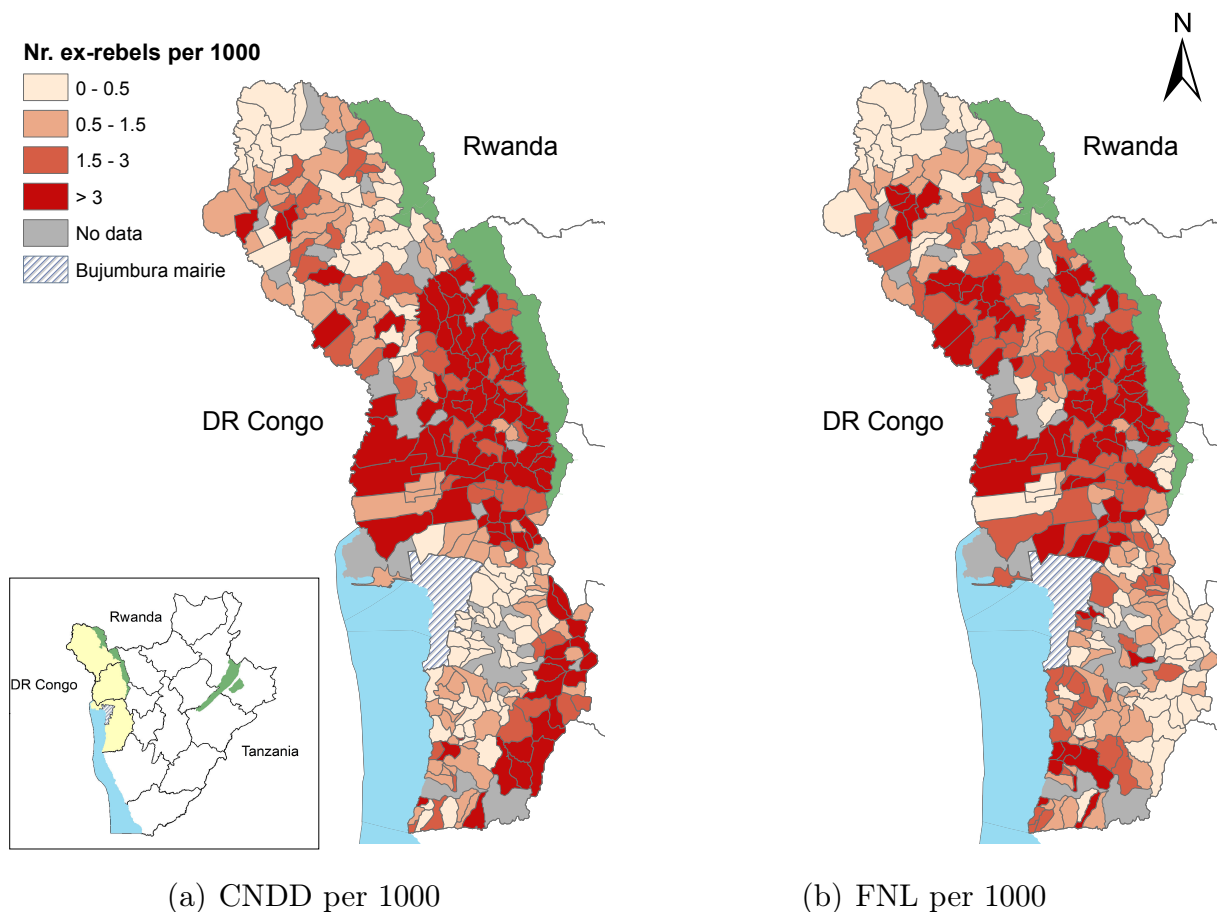 Nr. ex-rebels per 1000
0 - 0.5
0.5 - 1.5
1.5 - 3
> 3
No data
Bujumbura mairie
Rwanda
DR Congo
Rwanda
DR Congo
Tanzania
N
Rwanda
DR Congo
(a) CNDD per 1000
(b) FNL per 1000